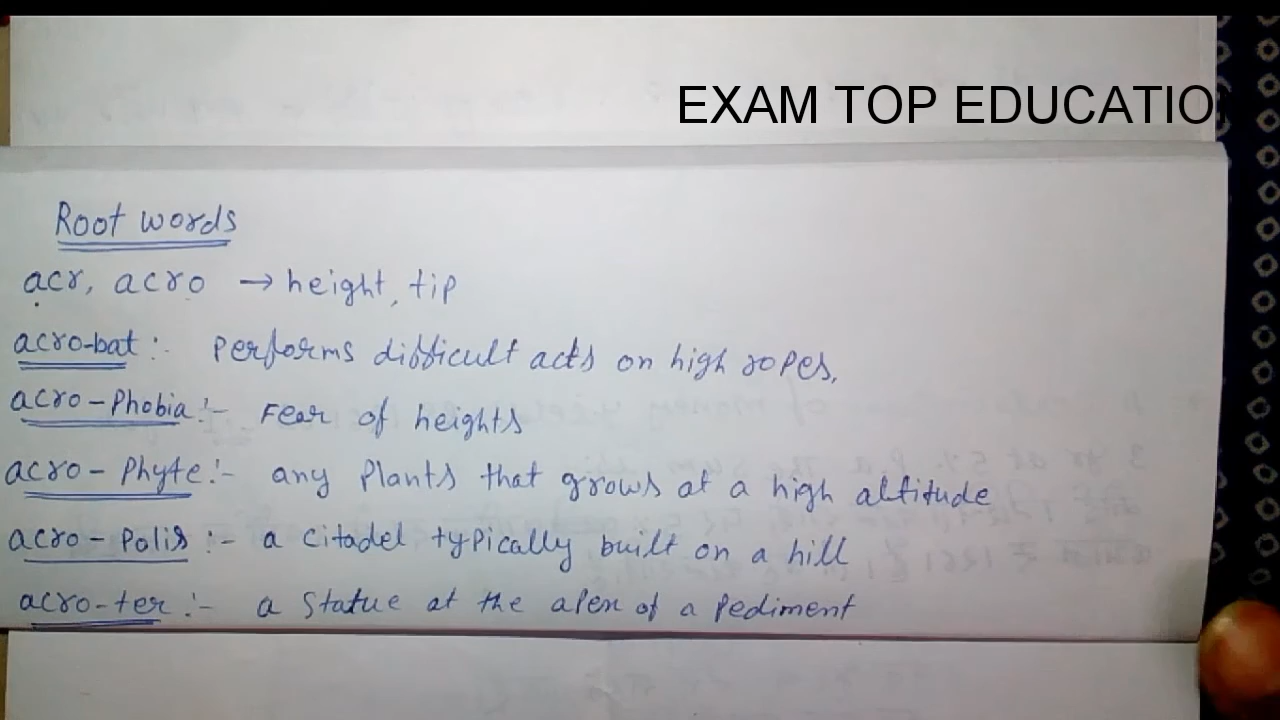 EXAM TOP EDUCATIO
Root words
acr, acro → height, tip
acro-bat :- Performs difficult acts on high ropes.
acro-Phobia :- Fear of heights
acro-Phyte :- any Plants that grows at a high altitude
acro-Polis :- a citadel typically built on a hill
acro-ter :- a statue at the apex of a Pediment